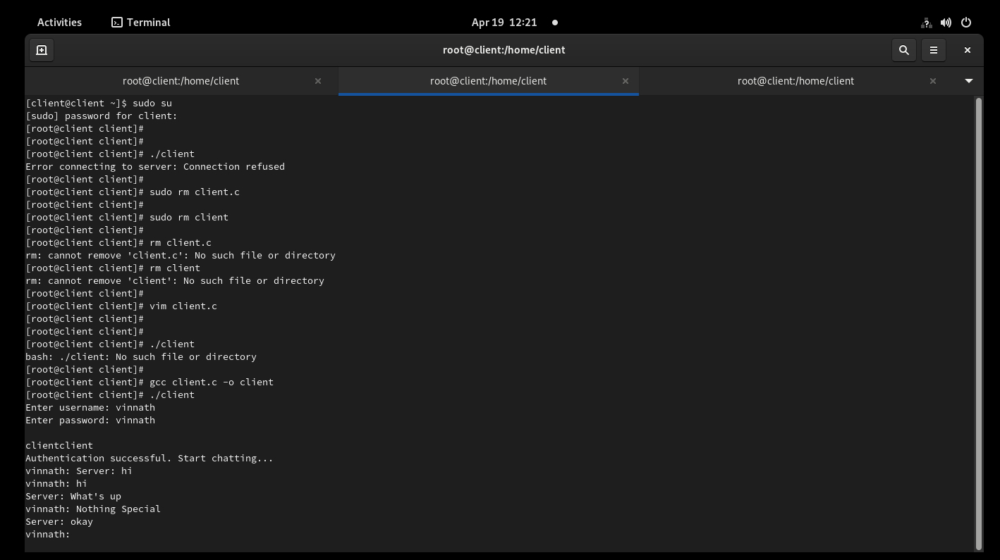 Activities Terminal Apr 19 12:21
root@client:/home/client
root@client:/home/client root@client:/home/client root@client:/home/client
[client@client ~]$ sudo su
[sudo] password for client:
[root@client client]#
[root@client client]#
[root@client client]# ./client
Error connecting to server: Connection refused
[root@client client]#
[root@client client]# sudo rm client.c
[root@client client]#
[root@client client]# sudo rm client
[root@client client]#
[root@client client]# rm client.c
rm: cannot remove 'client.c': No such file or directory
[root@client client]# rm client
rm: cannot remove 'client': No such file or directory
[root@client client]#
[root@client client]# vim client.c
[root@client client]#
[root@client client]#
[root@client client]# ./client
bash: ./client: No such file or directory
[root@client client]#
[root@client client]# gcc client.c -o client
[root@client client]# ./client
Enter username: vinnath
Enter password: vinnath

clientclient
Authentication successful. Start chatting...
vinnath: Server: hi
vinnath: hi
Server: What's up
vinnath: Nothing Special
Server: okay
vinnath: